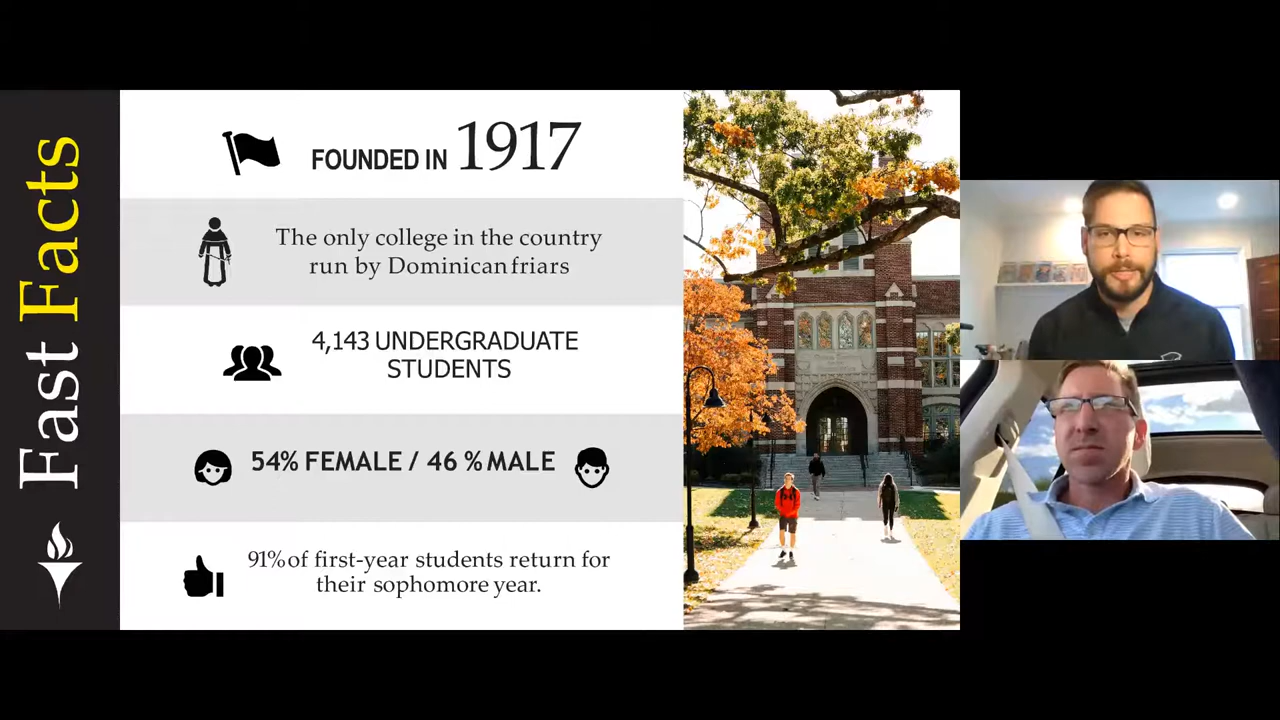 Fast Facts
FOUNDED IN 1917
The only college in the country
run by Dominican friars
4,143 UNDERGRADUATE
STUDENTS
54% FEMALE / 46 % MALE
91% of first-year students return for
their sophomore year.